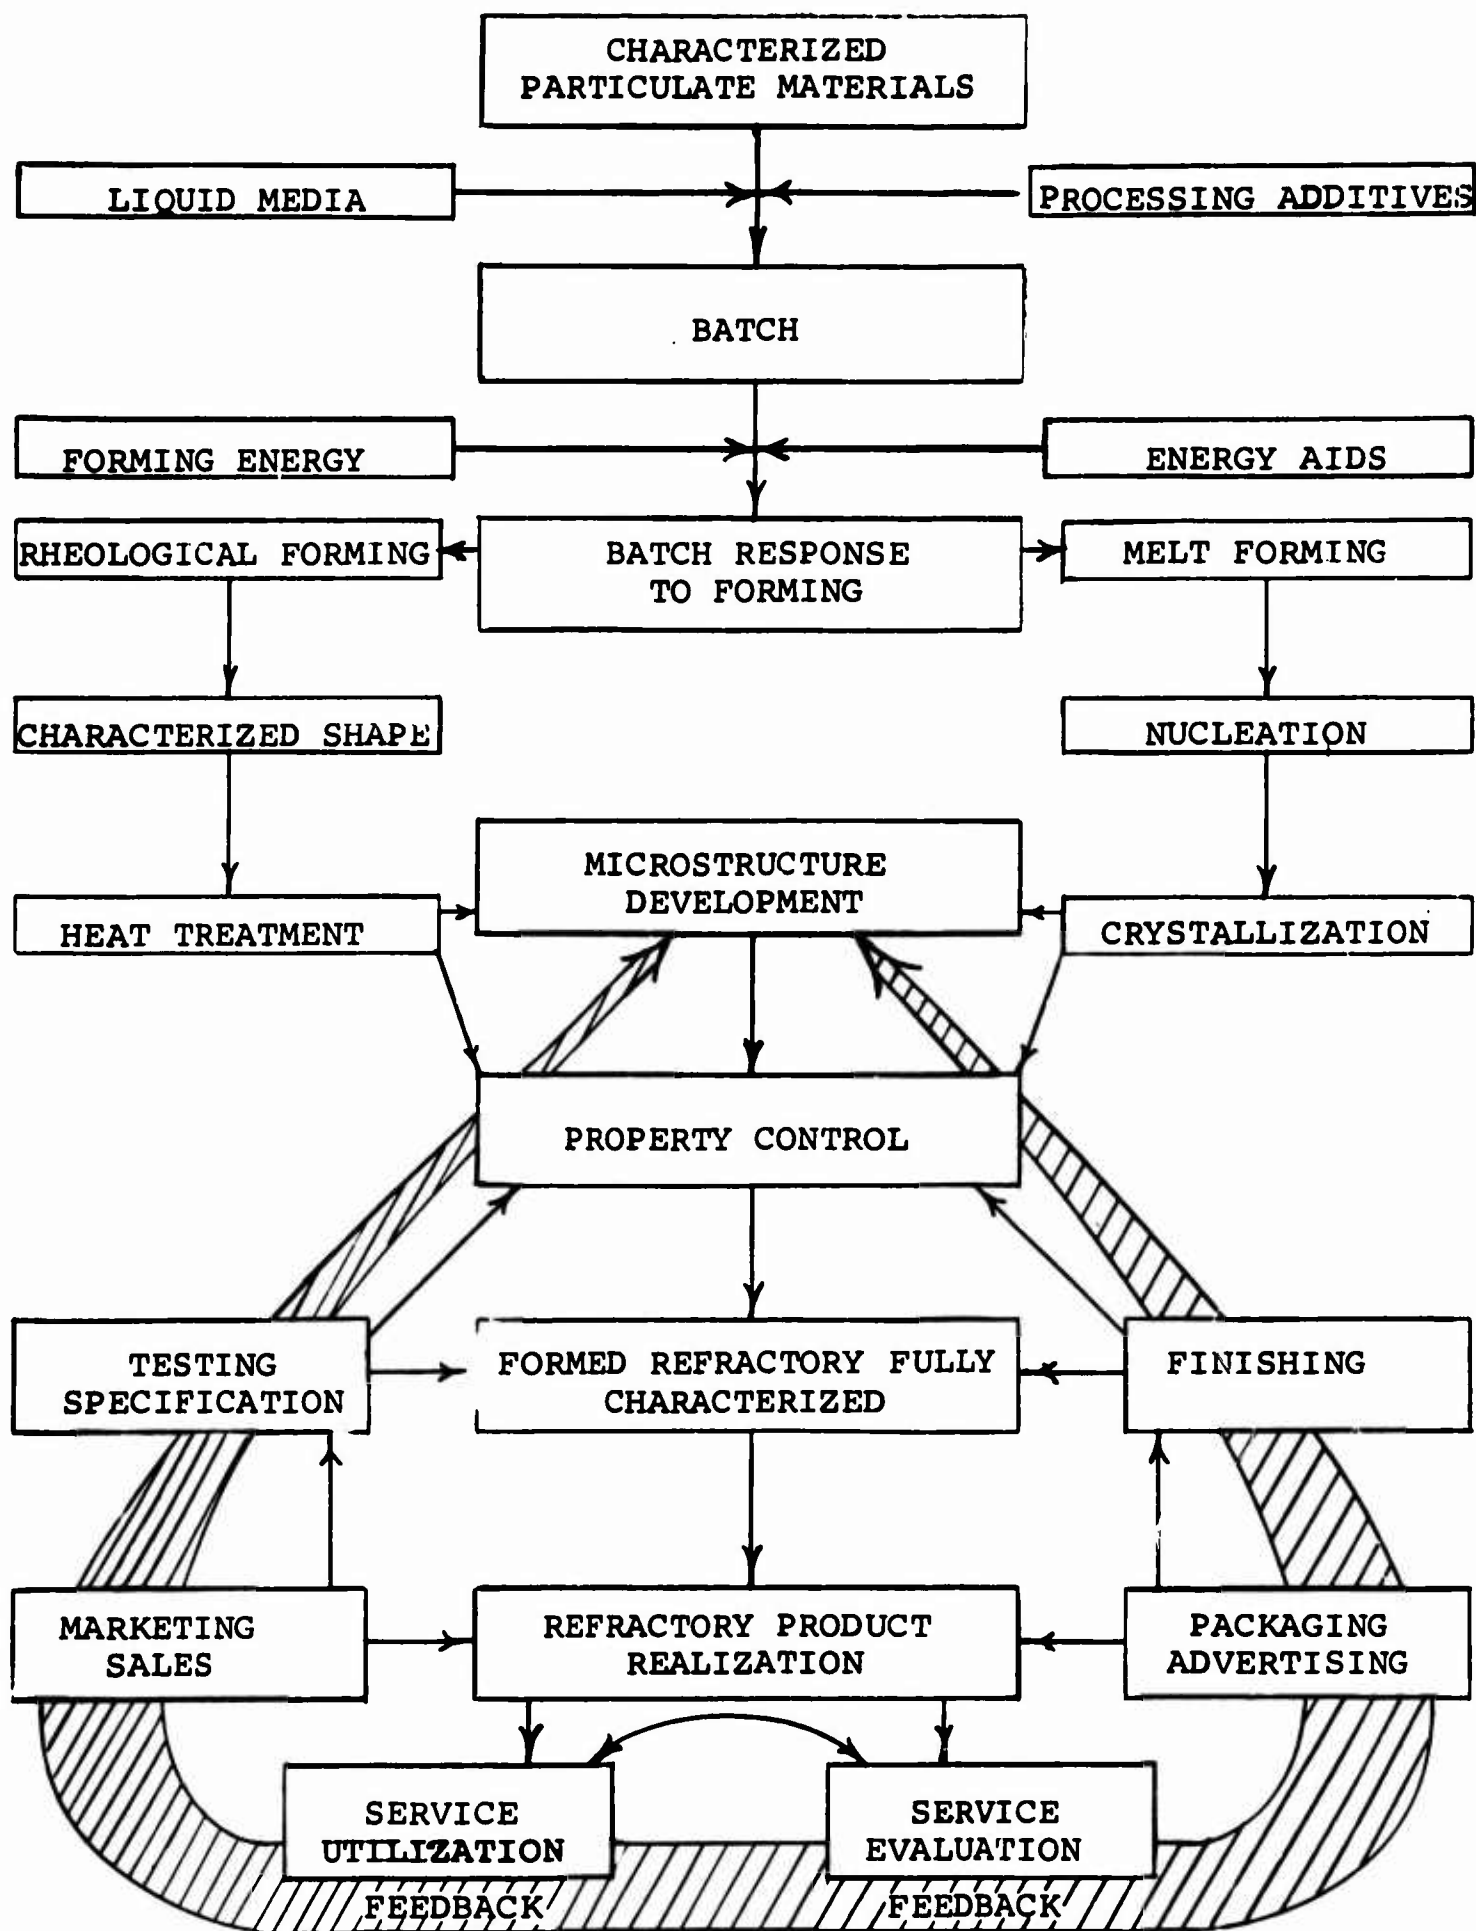 CHARACTERIZED
PARTICULATE MATERIALS
LIQUID MEDIA
PROCESSING ADDITIVES
BATCH
FORMING ENERGY
ENERGY AIDS
RHEOLOGICAL FORMING
BATCH RESPONSE
TO FORMING
MELT FORMING
CHARACTERIZED SHAPE
NUCLEATION
MICROSTRUCTURE
DEVELOPMENT
HEAT TREATMENT
CRYSTALLIZATION
PROPERTY CONTROL
TESTING
SPECIFICATION
FORMED REFRACTORY FULLY
CHARACTERIZED
FINISHING
MARKETING
SALES
REFRACTORY PRODUCT
REALIZATION
PACKAGING
ADVERTISING
SERVICE
UTILIZATION
SERVICE
EVALUATION
FEEDBACK
FEEDBACK